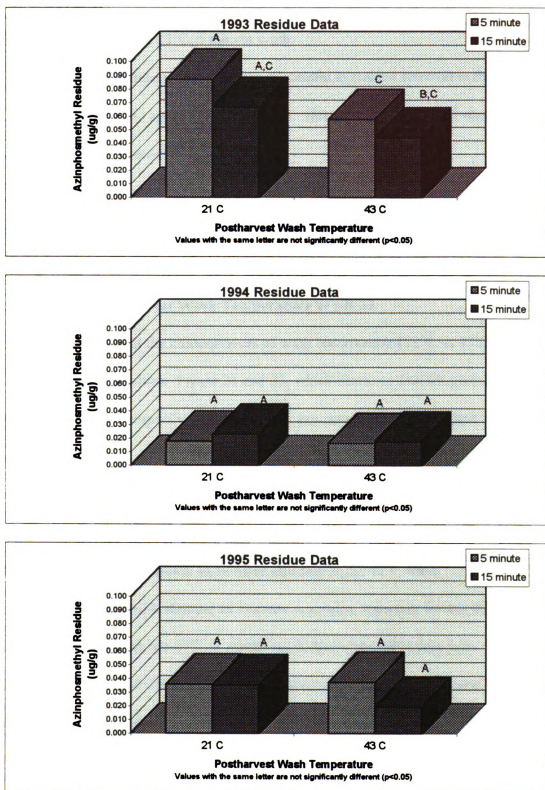 1993 Residue Data
5 minute
15 minute
Azinphosmethyl Residue
(ug/g)
0.100
0.090
0.080
0.070
0.060
0.050
0.040
0.030
0.020
0.010
0.000
A
A,C
C
B,C
21 C
43 C
Postharvest Wash Temperature
Values with the same letter are not significantly different (p<0.05)
1994 Residue Data
5 minute
15 minute
Azinphosmethyl Residue
(ug/g)
0.100
0.090
0.080
0.070
0.060
0.050
0.040
0.030
0.020
0.010
0.000
A
A
A
A
21 C
43 C
Postharvest Wash Temperature
Values with the same letter are not significantly different (p<0.05)
1995 Residue Data
5 minute
15 minute
Azinphosmethyl Residue
(ug/g)
0.100
0.090
0.080
0.070
0.060
0.050
0.040
0.030
0.020
0.010
0.000
A
A
A
A
21 C
43 C
Postharvest Wash Temperature
Values with the same letter are not significantly different (p<0.05)